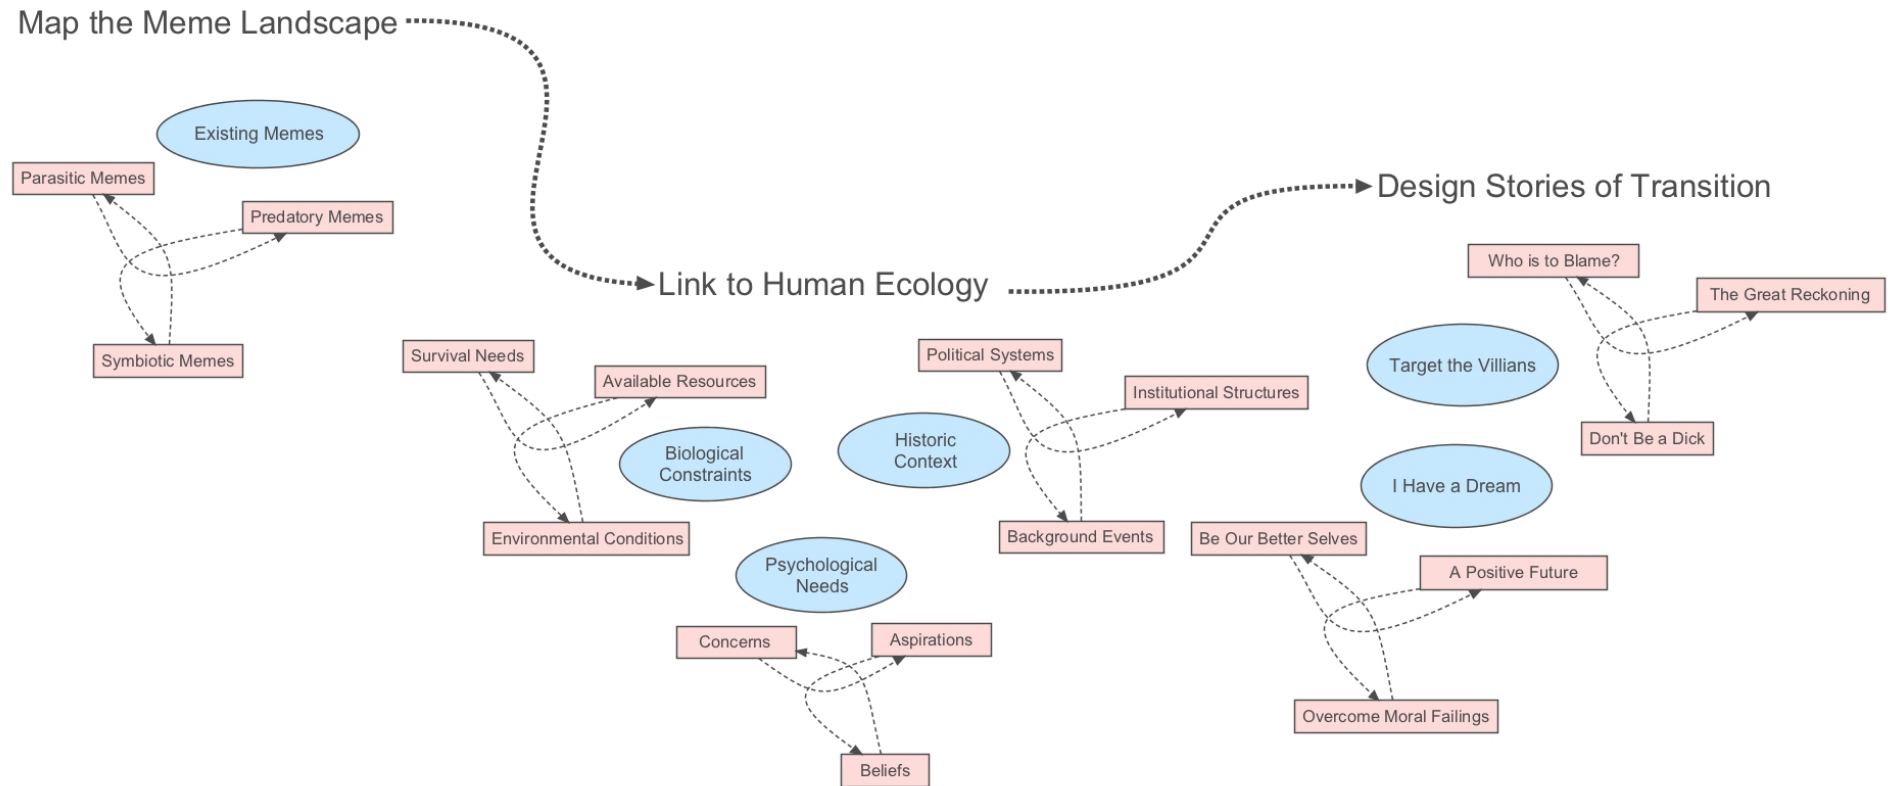 Map the Meme Landscape
Existing Memes
Parasitic Memes
Predatory Memes
Symbiotic Memes
Link to Human Ecology
Survival Needs
Available Resources
Biological
Constraints
Environmental Conditions
Political Systems
Institutional Structures
Historic
Context
Background Events
Psychological
Needs
Concerns
Aspirations
Beliefs
Design Stories of Transition
Who is to Blame?
The Great Reckoning
Target the Villians
Don't Be a Dick
I Have a Dream
Be Our Better Selves
A Positive Future
Overcome Moral Failings